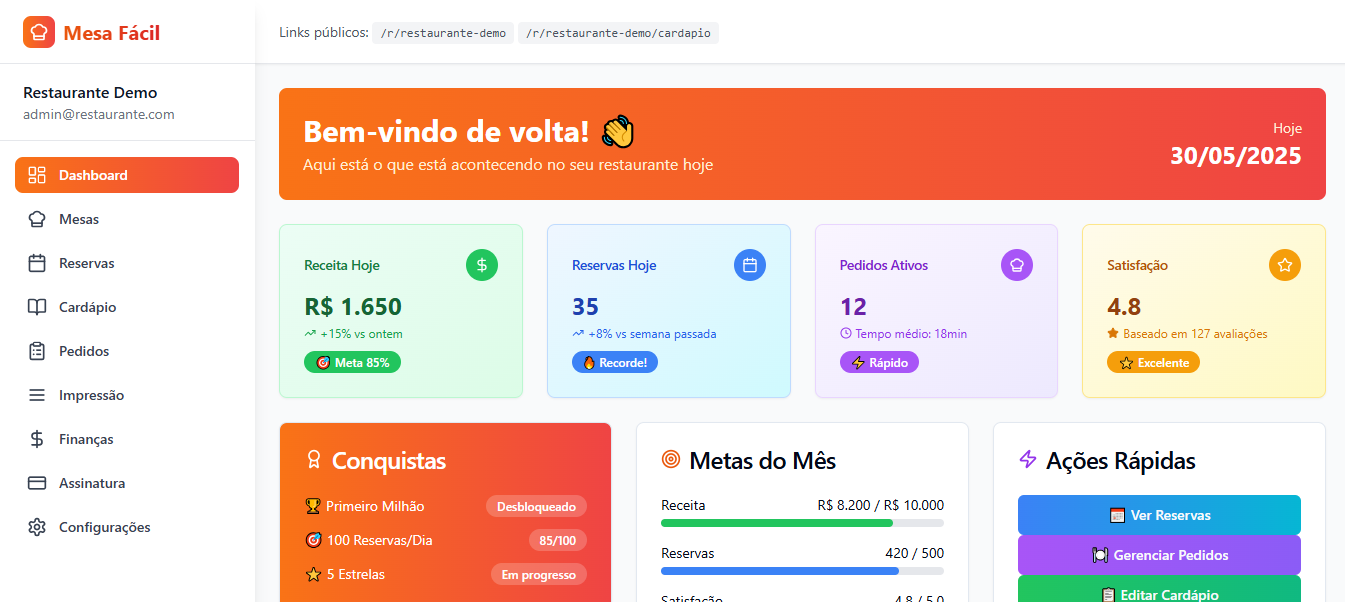 Mesa Fácil
Links públicos: /r/restaurante-demo /r/restaurante-demo/cardapio
Restaurante Demo
admin@restaurante.com
Dashboard
Mesas
Reservas
Cardápio
Pedidos
Impressão
Finanças
Assinatura
Configurações
Bem-vindo de volta! 👋
Aqui está o que está acontecendo no seu restaurante hoje
Hoje
30/05/2025
Receita Hoje
R$ 1.650
+15% vs ontem
🎯 Meta 85%
Reservas Hoje
35
+8% vs semana passada
🔥 Recorde!
Pedidos Ativos
12
Tempo médio: 18min
⚡ Rápido
Satisfação
4.8
Baseado em 127 avaliações
⭐ Excelente
Conquistas
🏆 Primeiro Milhão Desbloqueado
🎯 100 Reservas/Dia 85/100
⭐ 5 Estrelas Em progresso
Metas do Mês
Receita R$ 8.200 / R$ 10.000
Reservas 420 / 500
Satisfação 4.8 / 5.0
Ações Rápidas
📅 Ver Reservas
🍽️ Gerenciar Pedidos
📋 Editar Cardápio